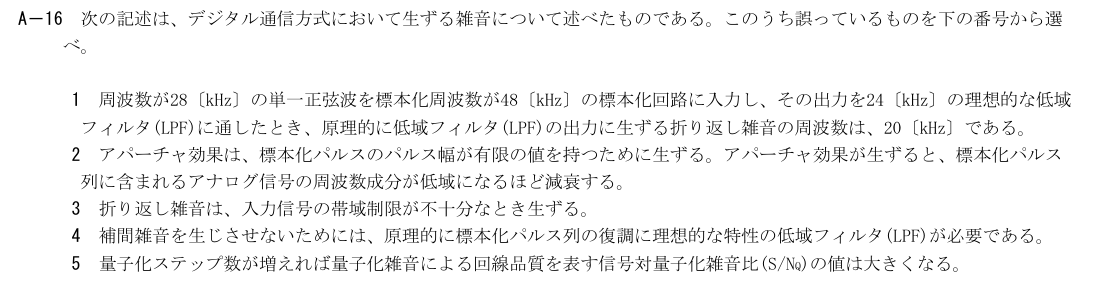 A-16 次の記述は、デジタル通信方式において生ずる雑音について述べたものである。このうち誤っているものを下の番号から選
べ。
1 周波数が28〔kHz〕の単一正弦波を標本化周波数が48〔kHz〕の標本化回路に入力し、その出力を24〔kHz〕の理想的な低域
フィルタ(LPF)に通したとき、原理的に低域フィルタ(LPF)の出力に生ずる折り返し雑音の周波数は、20〔kHz〕である。
2 アパーチャ効果は、標本化パルスのパルス幅が有限の値を持つために生ずる。アパーチャ効果が生ずると、標本化パルス
列に含まれるアナログ信号の周波数成分が低域になるほど減衰する。
3 折り返し雑音は、入力信号の帯域制限が不十分なとき生ずる。
4 補間雑音を生じさせないためには、原理的に標本化パルス列の復調に理想的な特性の低域フィルタ(LPF)が必要である。
5 量子化ステップ数が増えれば量子化雑音による回線品質を表す信号対量子化雑音比(S/NQ)の値は大きくなる。